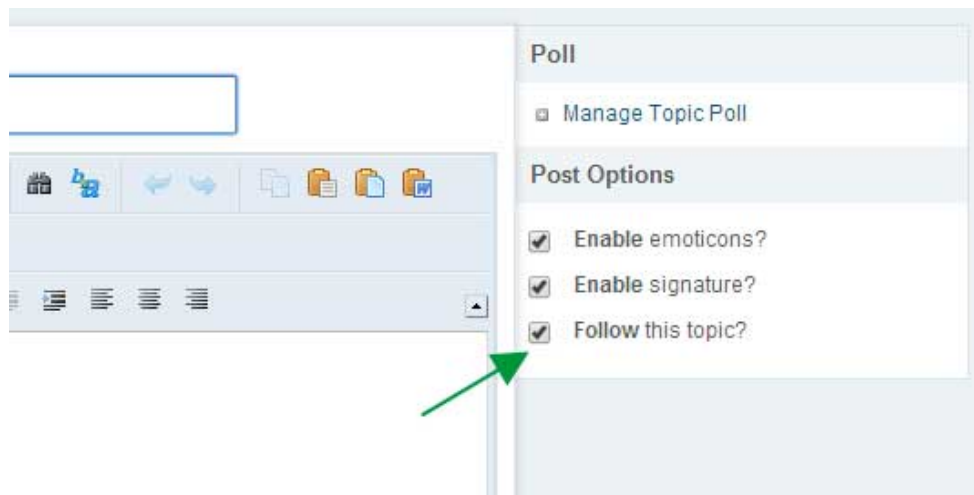 Poll
Manage Topic Poll
Post Options
Enable emoticons?
Enable signature?
Follow this topic?